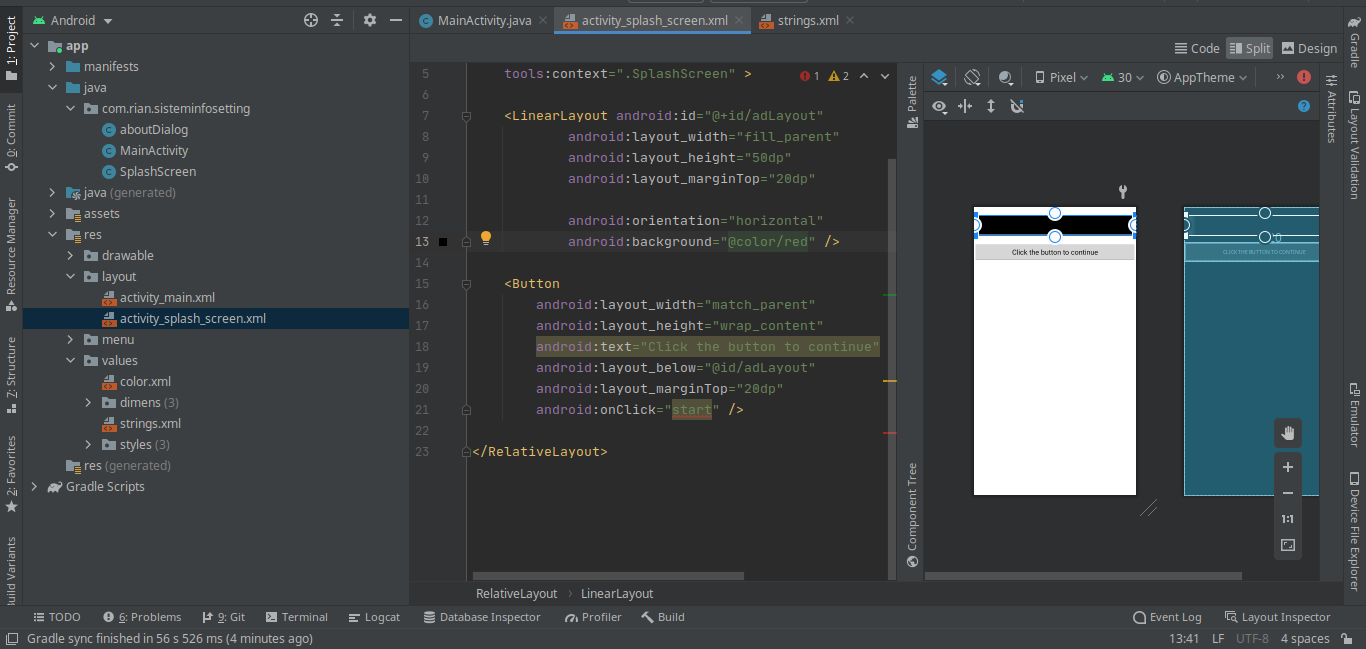 Android
MainActivity.java
activity_splash_screen.xml
strings.xml
Code
Split
Design
1: Project
0: Commit
Resource Manager
7: Structure
2: Favorites
Build Variants
app
manifests
java
com.rian.sisteminfosetting
aboutDialog
MainActivity
SplashScreen
java (generated)
assets
res
drawable
layout
activity_main.xml
activity_splash_screen.xml
menu
values
color.xml
dimens (3)
strings.xml
styles (3)
res (generated)
Gradle Scripts
1 2
5 tools:context=".SplashScreen" >
6
7 <LinearLayout android:id="@+id/adLayout"
8 android:layout_width="fill_parent"
9 android:layout_height="50dp"
10 android:layout_marginTop="20dp"
11
12 android:orientation="horizontal"
13 android:background="@color/red" />
14
15 <Button
16 android:layout_width="match_parent"
17 android:layout_height="wrap_content"
18 android:text="Click the button to continue"
19 android:layout_below="@id/adLayout"
20 android:layout_marginTop="20dp"
21 android:onClick="start" />
22
23 </RelativeLayout>
RelativeLayout › LinearLayout
Palette
Component Tree
Pixel
30
AppTheme
Click the button to continue
CLICK THE BUTTON TO CONTINUE
1:1
Attributes
Gradle
Layout Validation
Emulator
Device File Explorer
TODO
6: Problems
9: Git
Terminal
Logcat
Database Inspector
Profiler
Build
Event Log
Layout Inspector
Gradle sync finished in 56 s 526 ms (4 minutes ago)
13:41 LF UTF-8 4 spaces